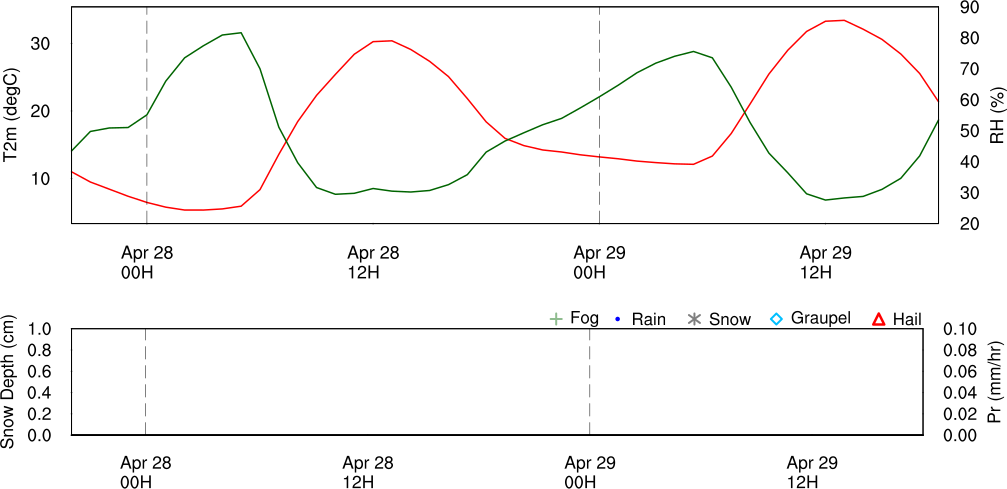 90
80
70
60
50
40
30
20
30
20
10
T2m (degC)
RH (%)
Apr 28
00H
Apr 28
12H
Apr 29
00H
Apr 29
12H
Fog Rain Snow Graupel Hail
1.0
0.8
0.6
0.4
0.2
0.0
Snow Depth (cm)
0.10
0.08
0.06
0.04
0.02
0.00
Pr (mm/hr)
Apr 28
00H
Apr 28
12H
Apr 29
00H
Apr 29
12H